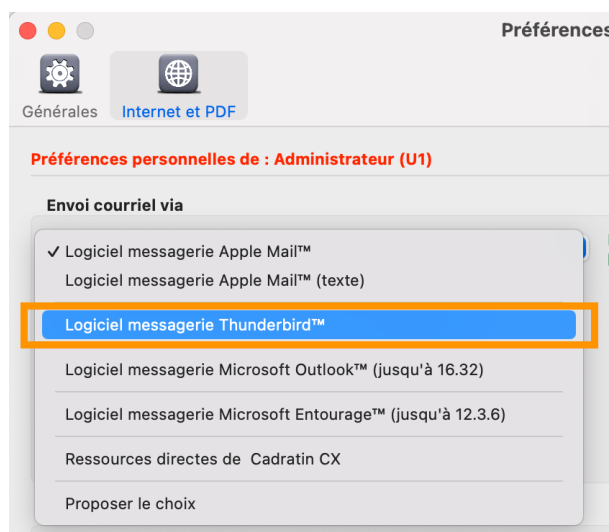 Préférences
Générales
Internet et PDF
Préférences personnelles de : Administrateur (U1)
Envoi courriel via
✓ Logiciel messagerie Apple Mail™
Logiciel messagerie Apple Mail™ (texte)
Logiciel messagerie Thunderbird™
Logiciel messagerie Microsoft Outlook™ (jusqu'à 16.32)
Logiciel messagerie Microsoft Entourage™ (jusqu'à 12.3.6)
Ressources directes de  Cadratin CX
Proposer le choix